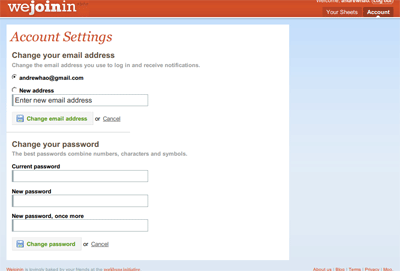 wejoinin
Welcome, andrewhao. (Log out)
Your Sheets Account
Account Settings
Change your email address
Change the email address you use to log in and receive notifications.
andrewhao@gmail.com
New address
Enter new email address
Change email address or Cancel
Change your password
The best passwords combine numbers, characters and symbols.
Current password
New password
New password, once more
Change password or Cancel
Wejoinin is lovingly baked by your friends at the
About us | Blog | Terms | Privacy | Map